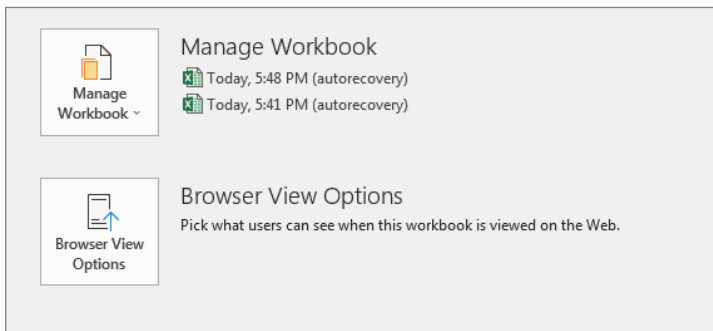 Manage Workbook
Manage
Workbook
Today, 5:48 PM (autorecovery)
Today, 5:41 PM (autorecovery)
Browser View Options
Browser View
Options
Pick what users can see when this workbook is viewed on the Web.